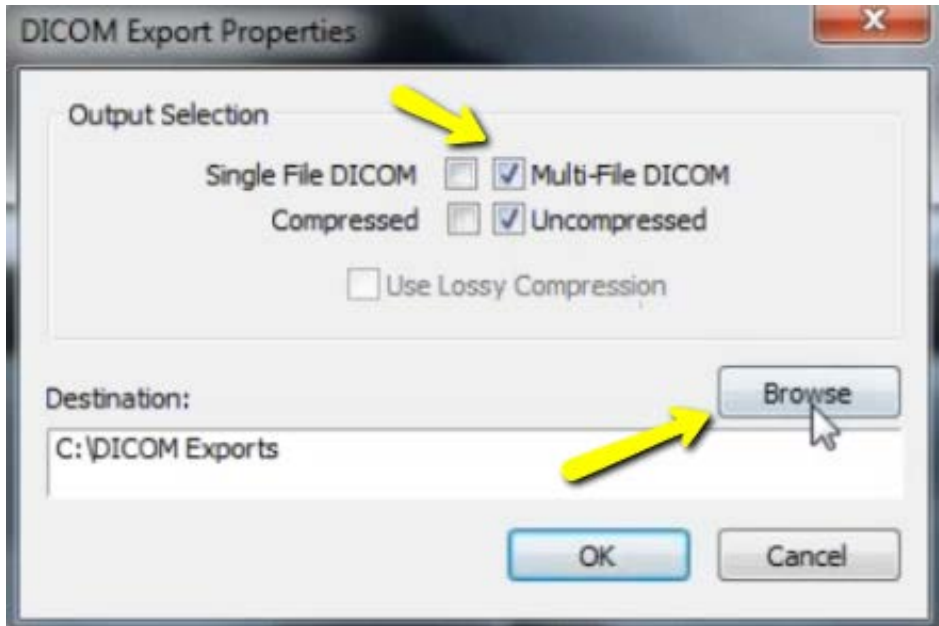 DICOM Export Properties
Output Selection
Single File DICOM Multi-File DICOM
Compressed Uncompressed
Use Lossy Compression
Destination: Browse
C:\DICOM Exports
OK Cancel